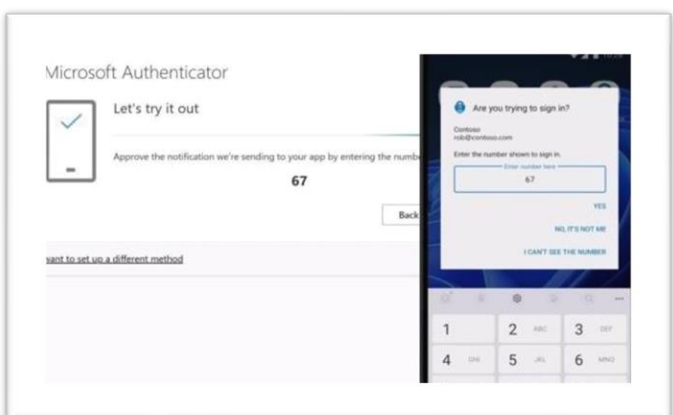 Microsoft Authenticator
Let's try it out
Approve the notification we're sending to your app by entering the numbe
67
Back
want to set up a different method
Are you trying to sign in?
Contoso
rob@contoso.com
Enter the number shown to sign in.
Enter number here
67
YES
NO, IT'S NOT ME
I CAN'T SEE THE NUMBER
1
2 ABC
3 DEF
4 GHI
5 JKL
6 MNO